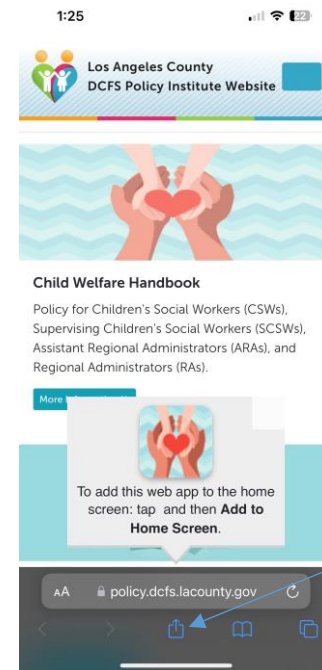 1:25
22
Los Angeles County
DCFS Policy Institute Website
Child Welfare Handbook
Policy for Children's Social Workers (CSWs),
Supervising Children's Social Workers (SCSWs),
Assistant Regional Administrators (ARAs), and
Regional Administrators (RAs).
More
To add this web app to the home
screen: tap and then Add to
Home Screen.
AA policy.dcfs.lacounty.gov